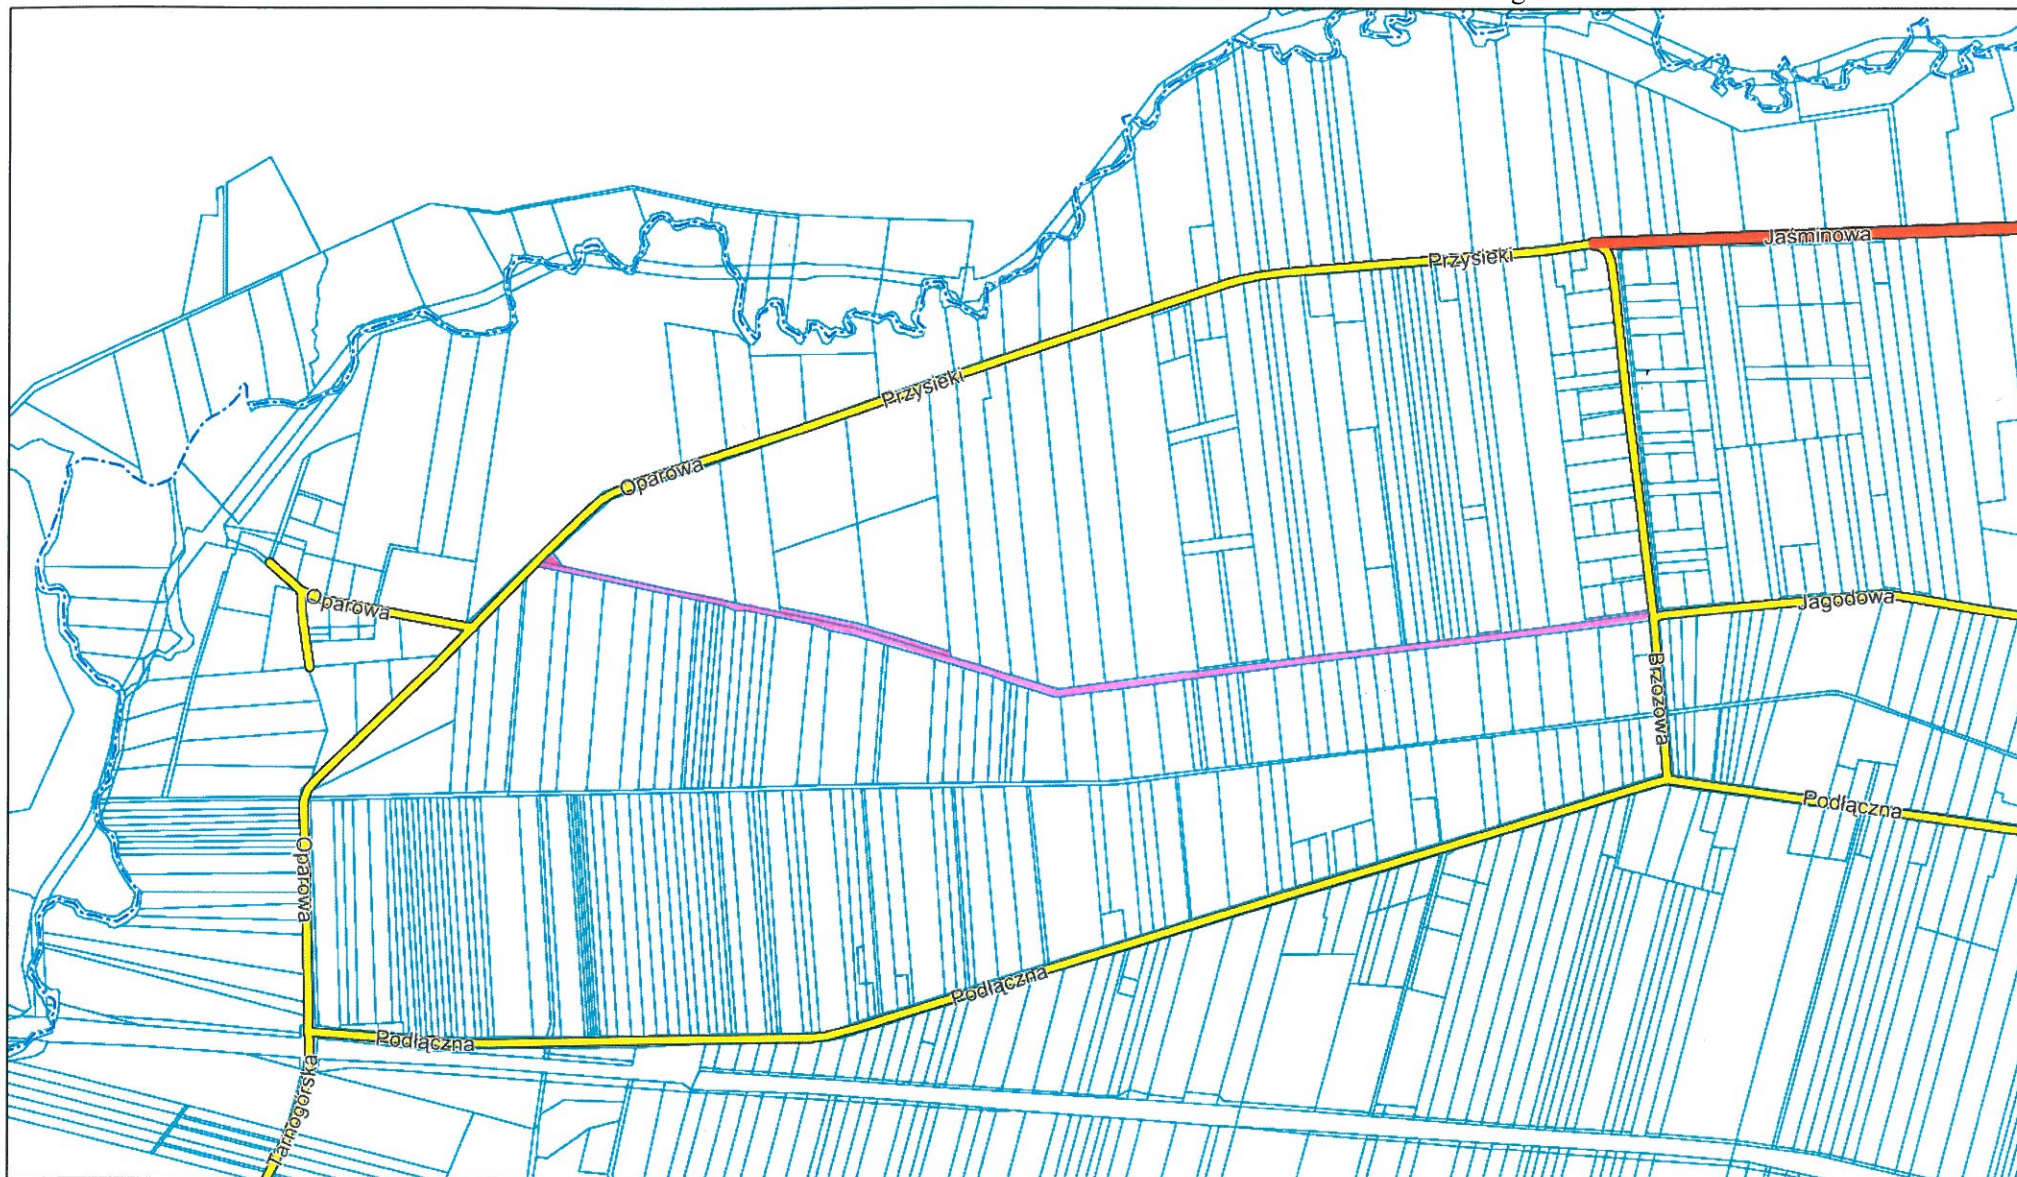 Jaśminowa
Przysieki
Przysieki
Oparowa
Oparowa
Jagodowa
Brzozowa
Podłączna
Oparowa
Podłączna
Podłączna
Tarnogórska